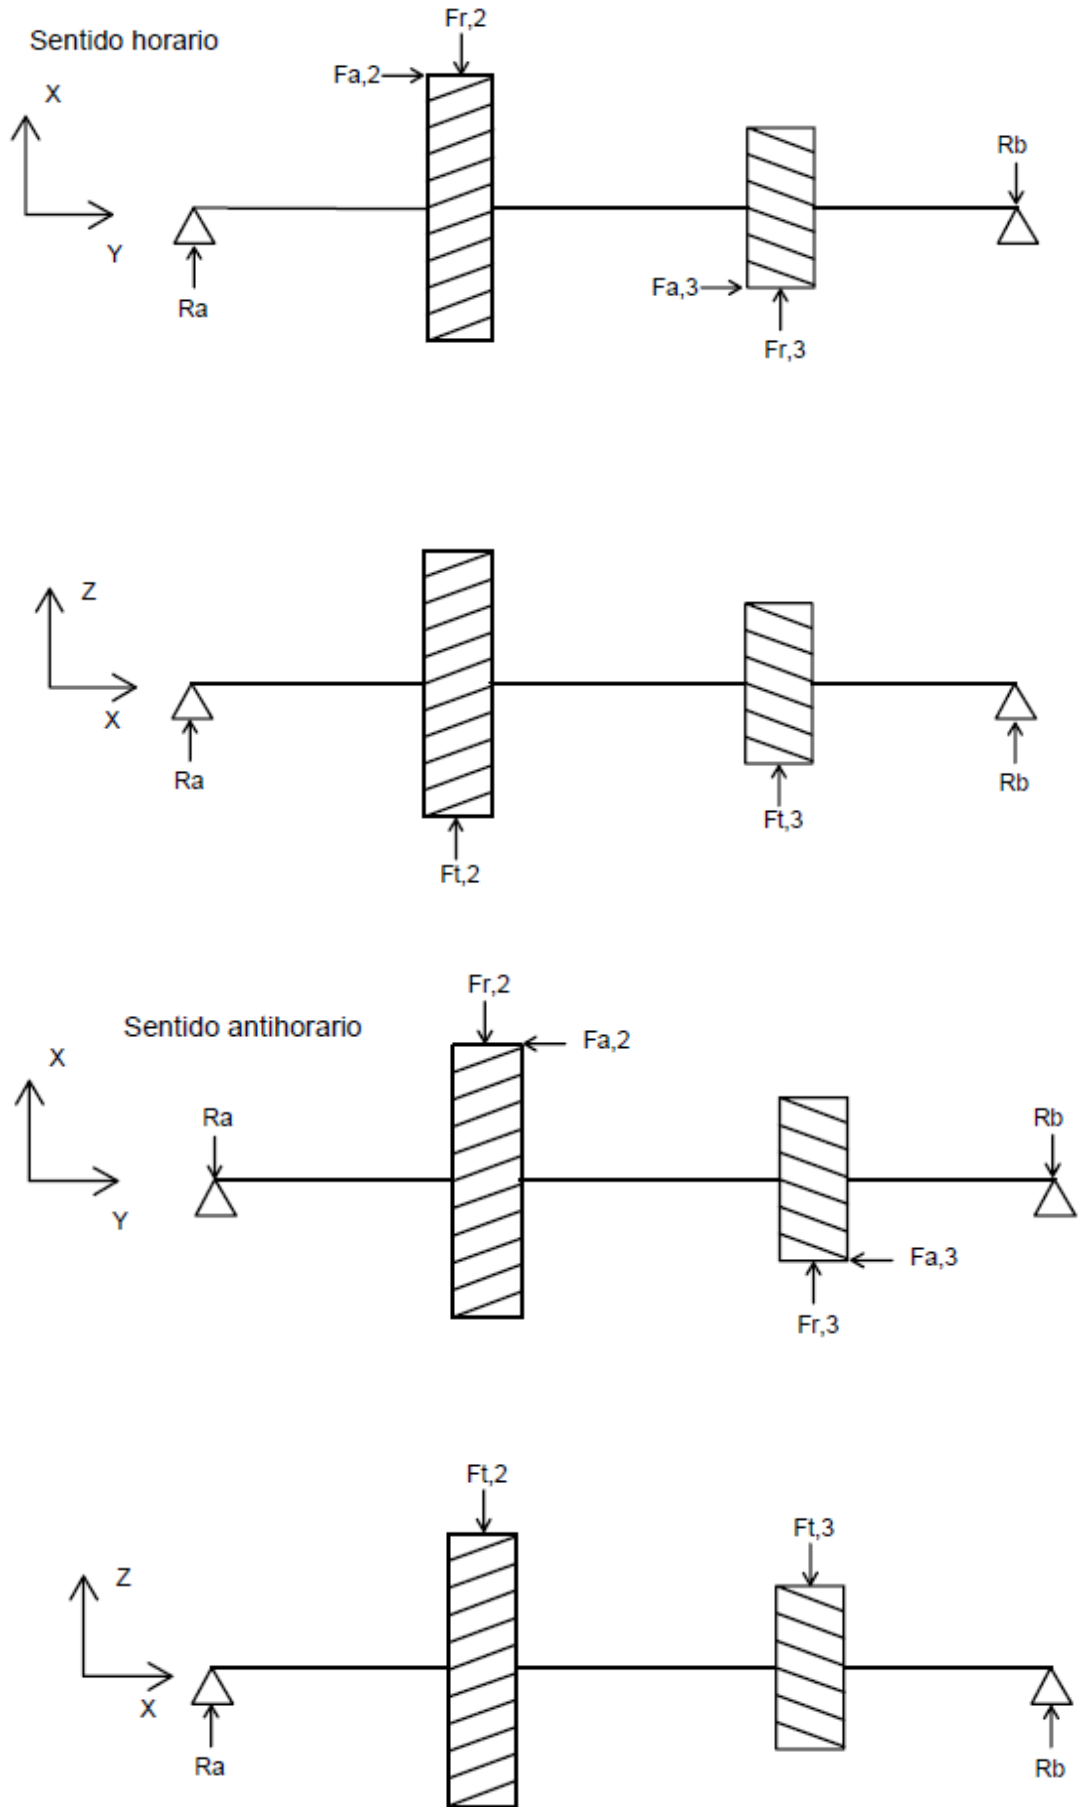 Fr,2
Sentido horario
Fa,2
X
Rb
Y
Fa,3
Ra
Fr,3
Z
X
Ra
Rb
Ft,3
Ft,2
Fr,2
Sentido antihorario
Fa,2
X
Ra
Rb
Y
Fa,3
Fr,3
Ft,2
Ft,3
Z
X
Ra
Rb